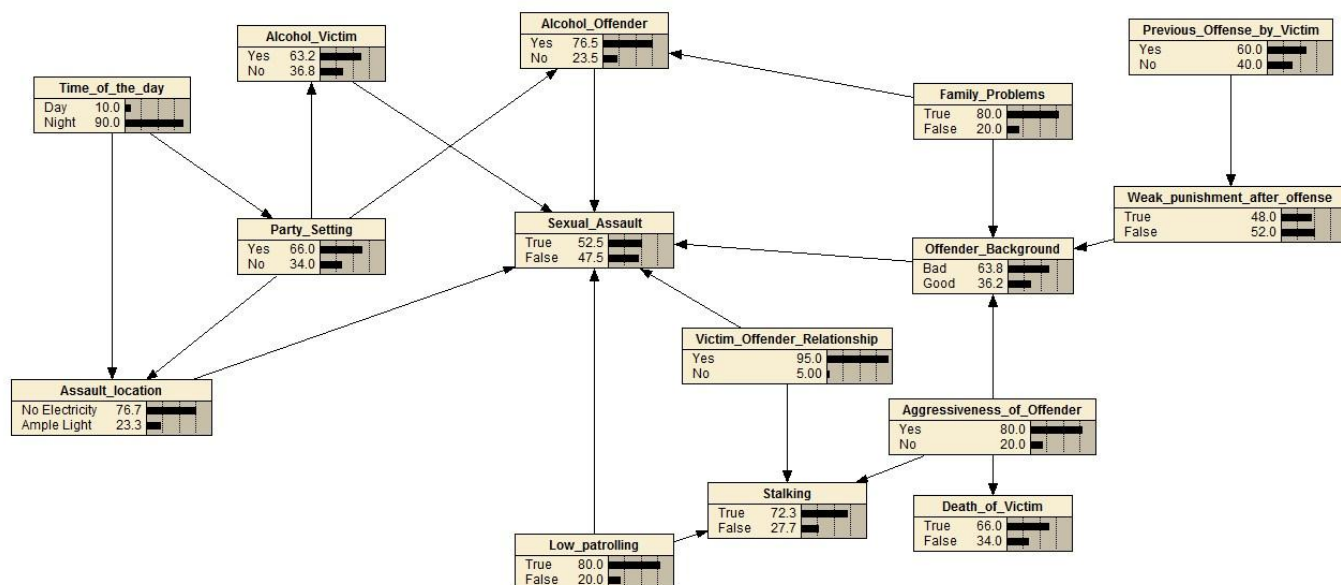 Alcohol_Offender
Yes 76.5
No 23.5
Alcohol_Victim
Yes 63.2
No 36.8
Previous_Offense_by_Victim
Yes 60.0
No 40.0
Time_of_the_day
Day 10.0
Night 90.0
Family_Problems
True 80.0
False 20.0
Weak_punishment_after_offense
True 48.0
False 52.0
Party_Setting
Yes 66.0
No 34.0
Sexual_Assault
True 52.5
False 47.5
Offender_Background
Bad 63.8
Good 36.2
Victim_Offender_Relationship
Yes 95.0
No 5.00
Assault_location
No Electricity 76.7
Ample Light 23.3
Aggressiveness_of_Offender
Yes 80.0
No 20.0
Stalking
True 72.3
False 27.7
Death_of_Victim
True 66.0
False 34.0
Low_patrolling
True 80.0
False 20.0